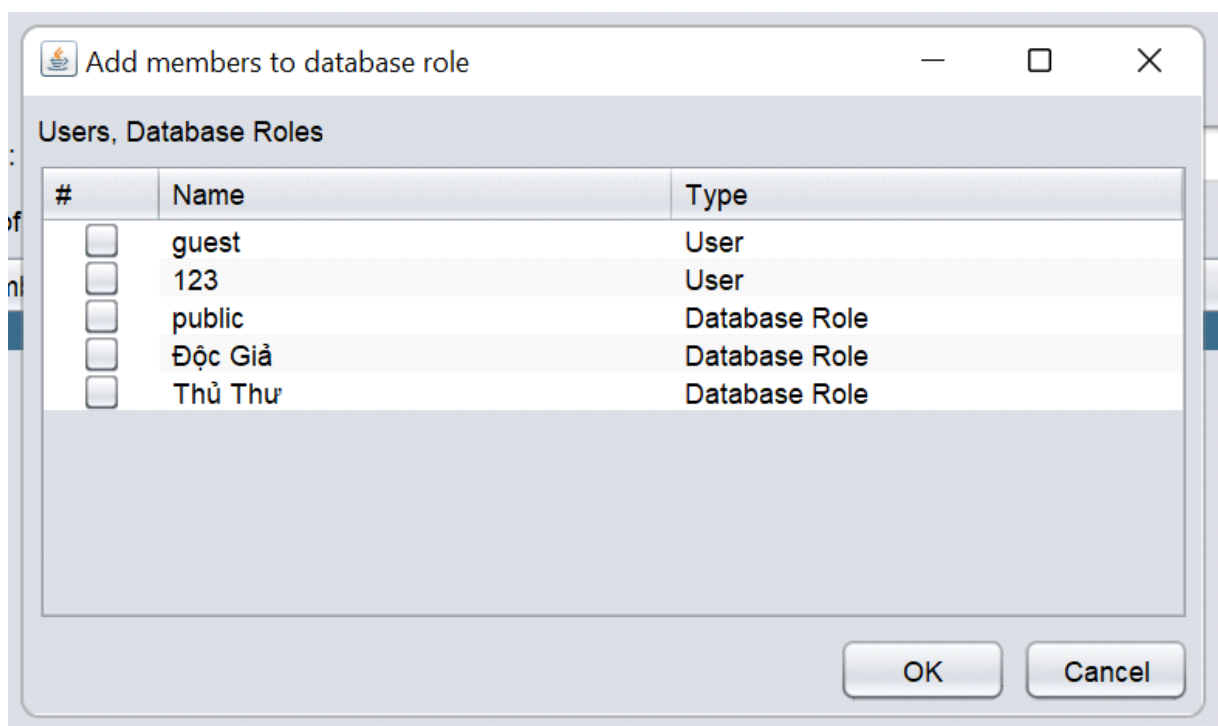 Add members to database role
Users, Database Roles
:
of
# Name Type
guest User
123 User
public Database Role
Độc Giả Database Role
Thủ Thư Database Role
OK Cancel